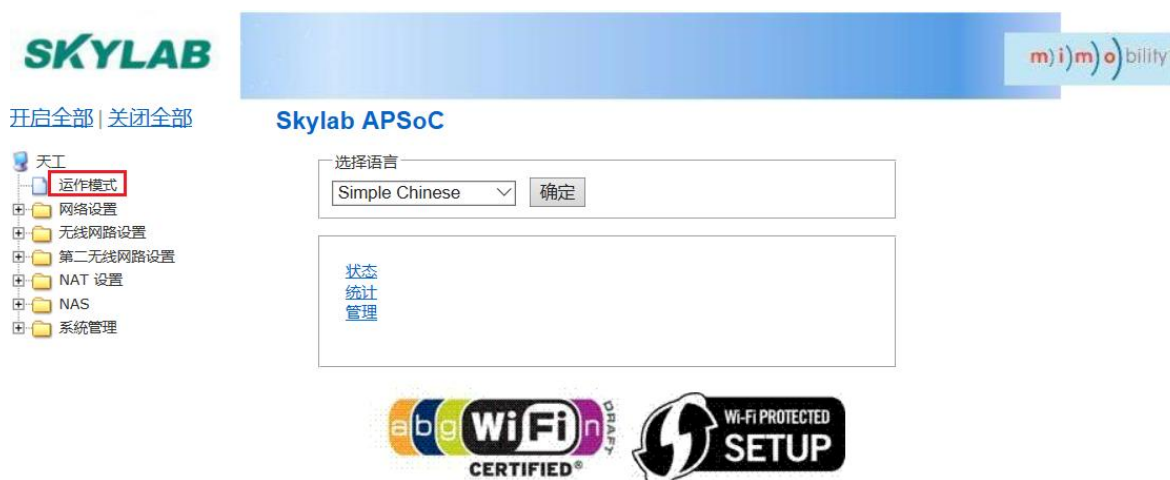 SKYLAB
m)i)m)o)bility
开启全部 | 关闭全部
Skylab APSoC
天工
运作模式
网络设置
无线网路设置
第二无线网路设置
NAT 设置
NAS
系统管理
选择语言
Simple Chinese 确定
状态
统计
管理
abg WiFi n DRAFT
CERTIFIED®
Wi-Fi PROTECTED
SETUP